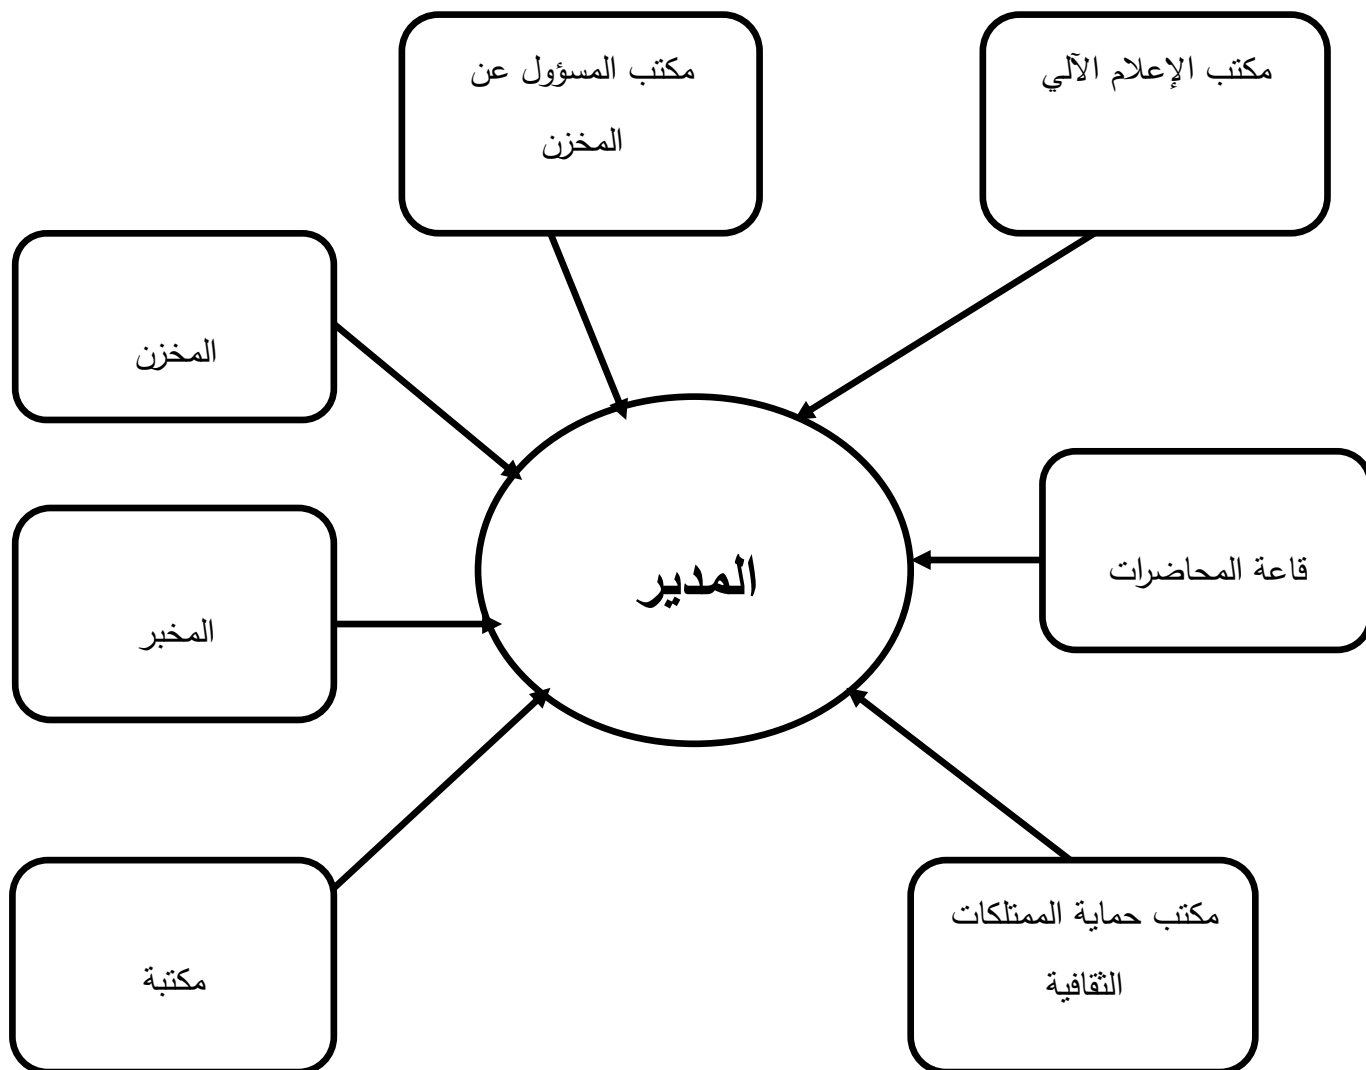 مكتب الإعلام الآلي
مكتب المسؤول عن
المخزن
المخزن
قاعة المحاضرات
المدير
المخبر
مكتب حماية الممتلكات
الثقافية
مكتبة